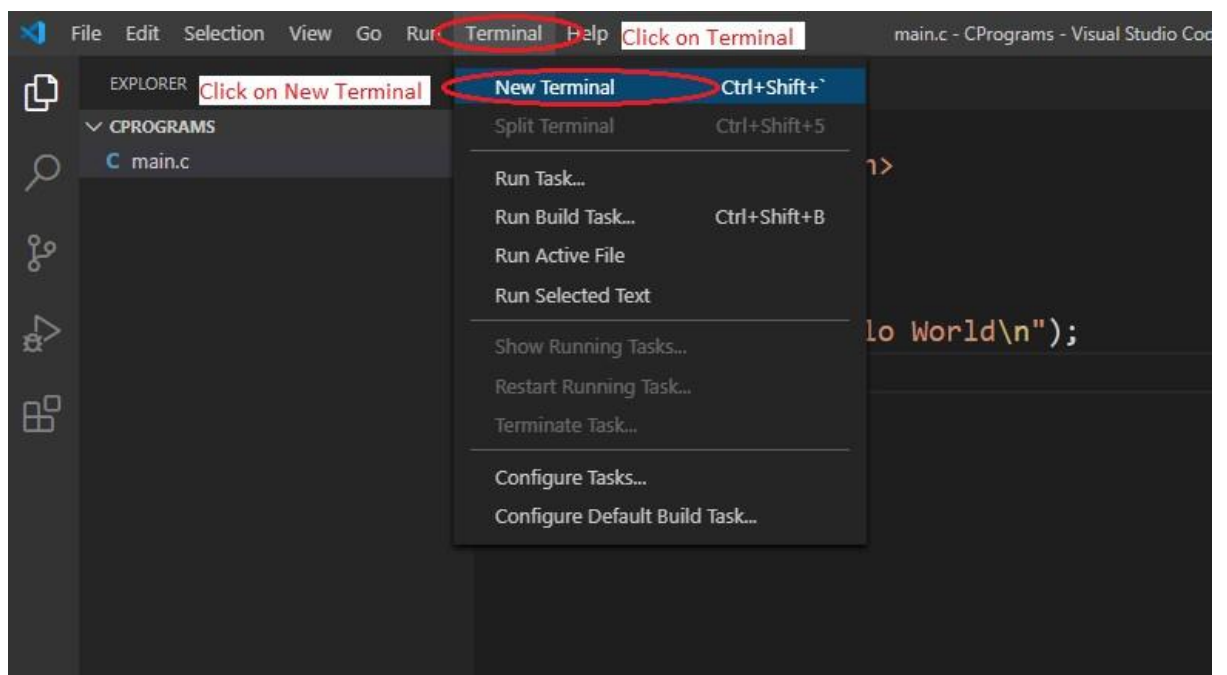 File Edit Selection View Go Run Terminal Help Click on Terminal main.c - CPrograms - Visual Studio Cod
EXPLORER Click on New Terminal New Terminal Ctrl+Shift+`
CPROGRAMS Split Terminal Ctrl+Shift+5
C main.c
Run Task... >
Run Build Task... Ctrl+Shift+B
Run Active File
Run Selected Text
Show Running Tasks... lo World\n");
Restart Running Task...
Terminate Task...
Configure Tasks...
Configure Default Build Task...